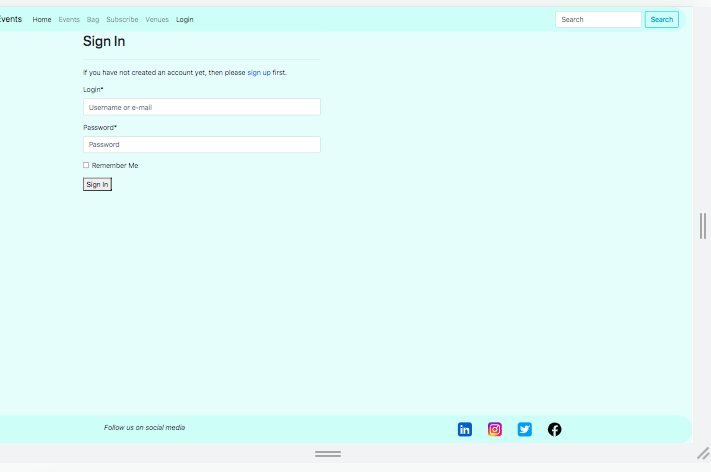 Events Home Events Bag Subscribe Venues Login Search Search
Sign In
If you have not created an account yet, then please sign up first.
Login*
Username or e-mail
Password*
Password
Remember Me
Sign In
Follow us on social media